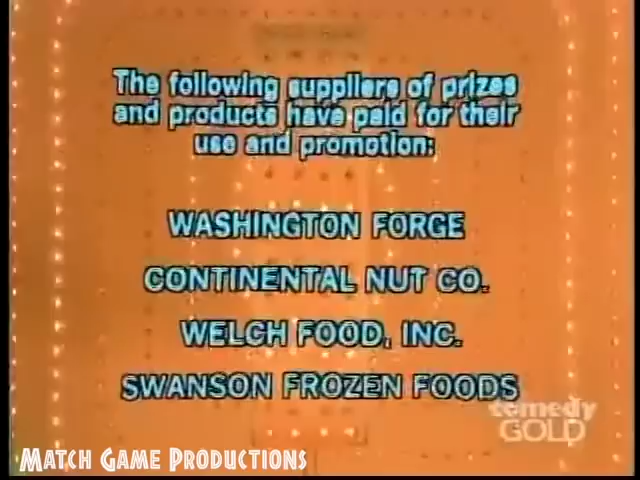 The following suppliers of prizes
and products have paid for their
use and promotion:
WASHINGTON FORGE
CONTINENTAL NUT CO.
WELCH FOOD, INC.
SWANSON FROZEN FOODS
comedy
GOLD
MATCH GAME PRODUCTIONS